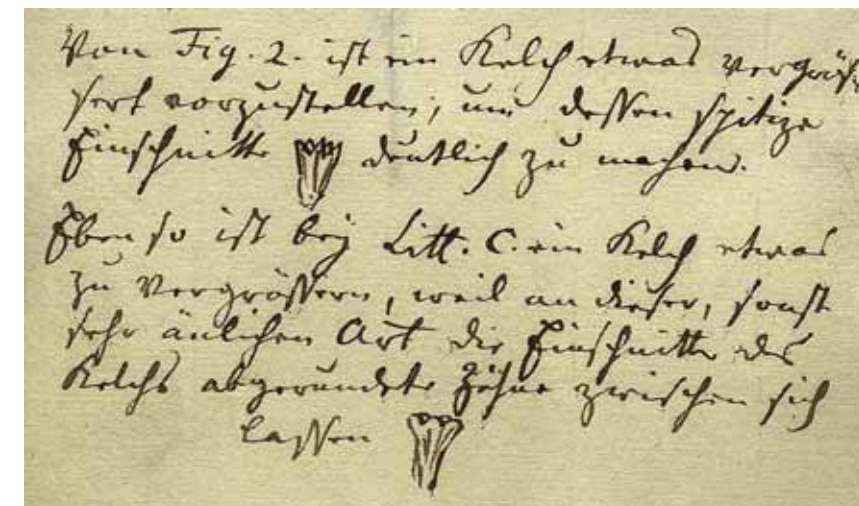 Von Fig. 2. ist ein Kelch etwas vergrös-
sert vorzustellen, um dessen spitze
Einschnitte deutlich zu machen.
Eben so ist bey Litt. C. ein Kelch etwas
zu vergrössern, weil an dieser, sonst
sehr änlichen Art die Einschnitte des
Kelchs abgerundete Zähne zwischen sich
lassen